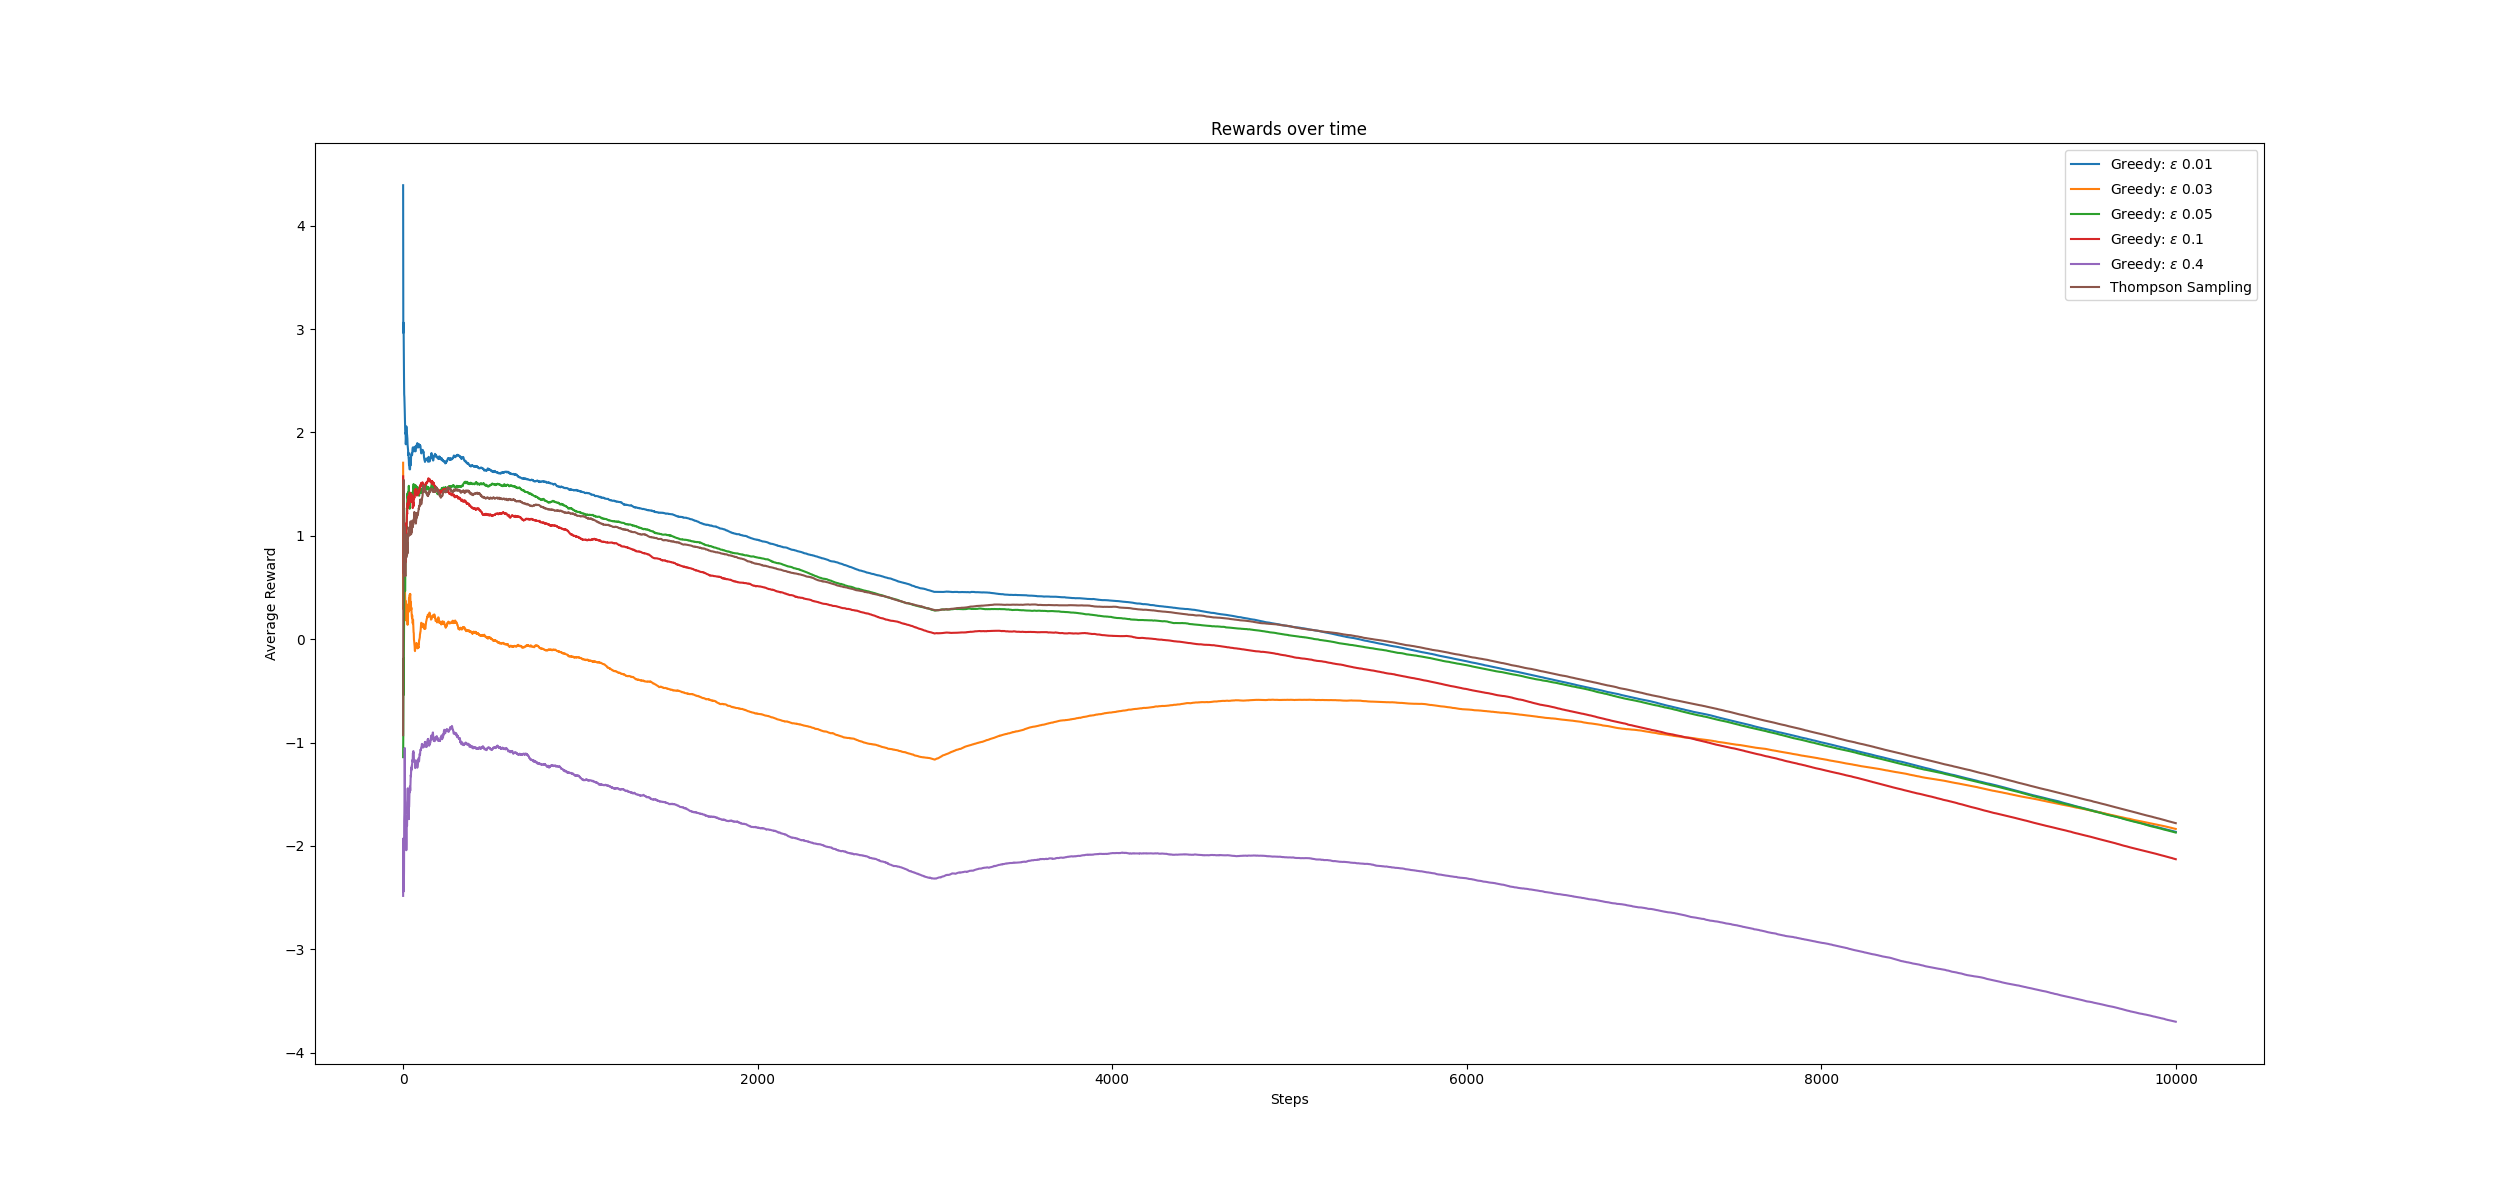 Rewards over time
Greedy: ε 0.01
Greedy: ε 0.03
Greedy: ε 0.05
Greedy: ε 0.1
Greedy: ε 0.4
Thompson Sampling
Average Reward
4
3
2
1
0
−1
−2
−3
−4
0 2000 4000 6000 8000 10000
Steps